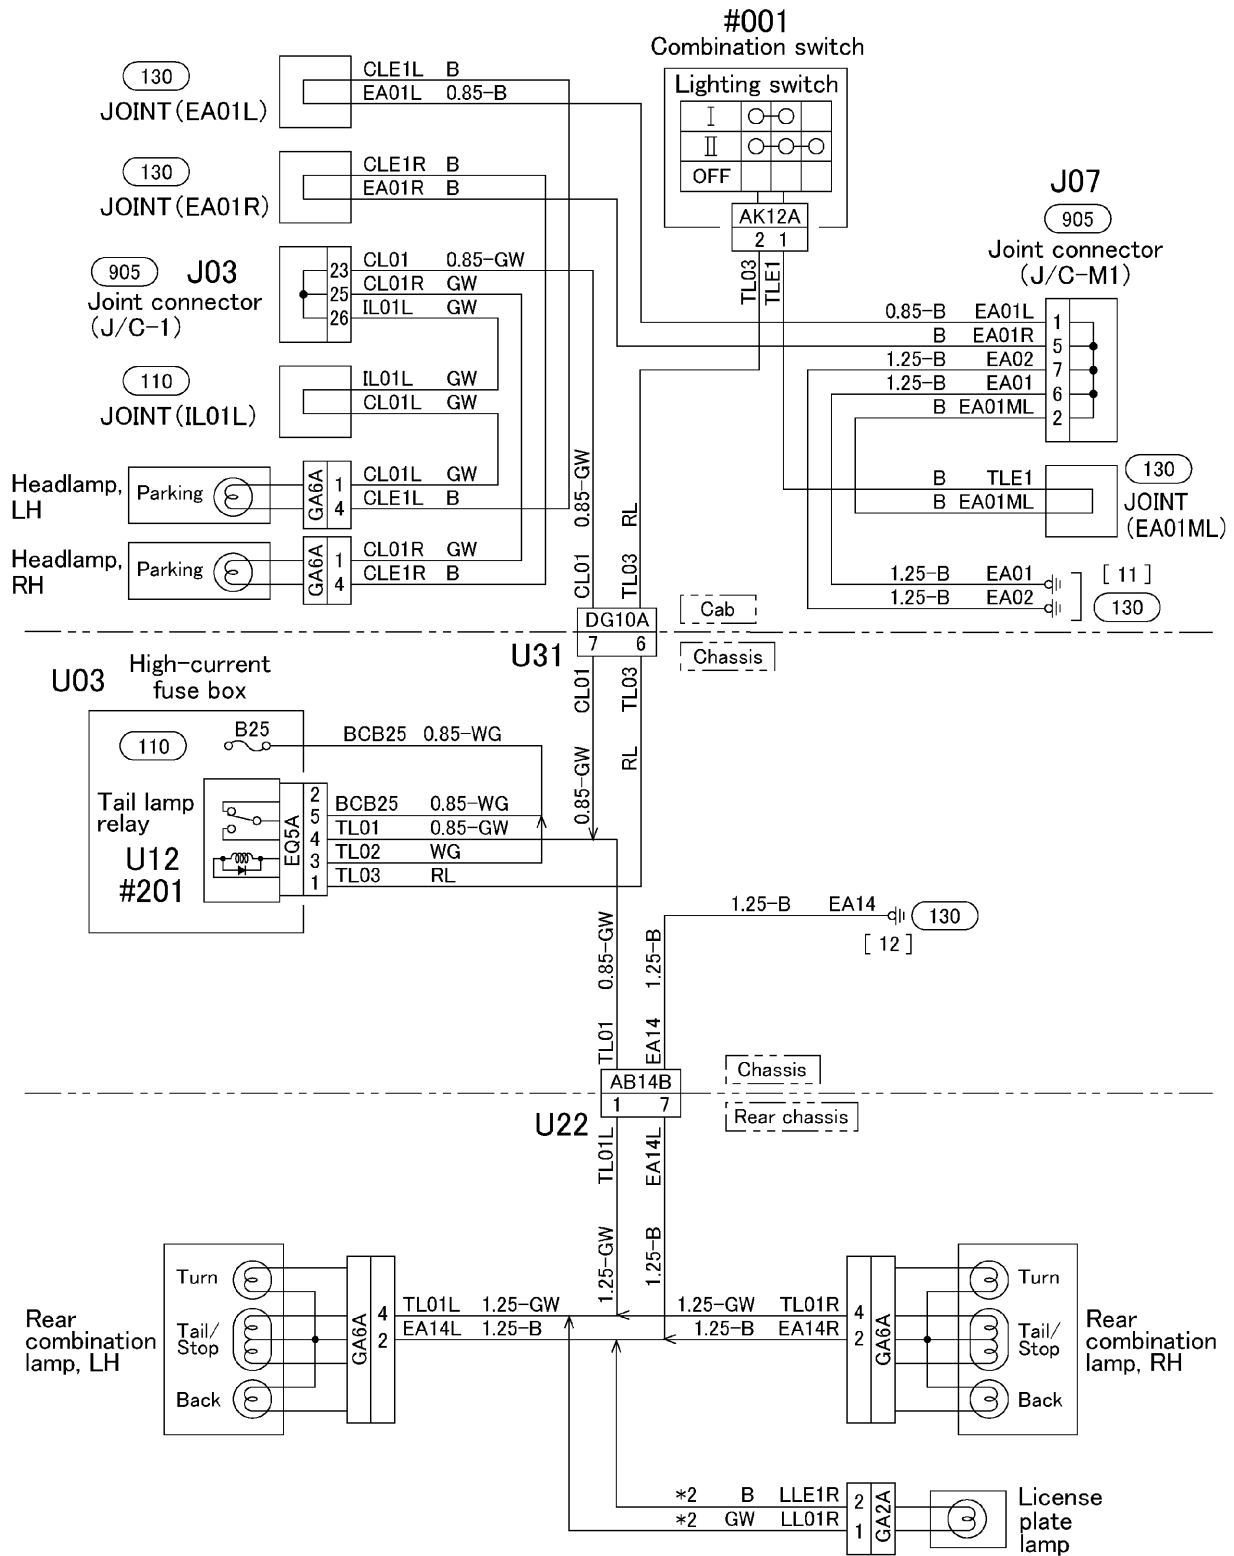 #001
Combination switch
Lighting switch
I
II
OFF
AK12A
2 1
TL03
TLE1
130
JOINT (EA01L)
CLE1L B
EA01L 0.85-B
130
JOINT (EA01R)
CLE1R B
EA01R B
905 J03
Joint connector
(J/C-1)
23 CL01 0.85-GW
25 CL01R GW
26 IL01L GW
110
JOINT (IL01L)
IL01L GW
CL01L GW
Headlamp,
LH
Parking
GA6A
1 CL01L GW
4 CLE1L B
Headlamp,
RH
Parking
GA6A
1 CL01R GW
4 CLE1R B
J07
905
Joint connector
(J/C-M1)
0.85-B EA01L 1
B EA01R 5
1.25-B EA02 7
1.25-B EA01 6
B EA01ML 2
B TLE1
B EA01ML
130
JOINT
(EA01ML)
1.25-B EA01
1.25-B EA02
[ 11 ]
130
0.85-GW
CL01
RL
TL03
DG10A
7 6
U31
Cab
Chassis
CL01
0.85-GW
TL03
RL
U03
High-current
fuse box
110
B25
BCB25 0.85-WG
Tail lamp
relay
U12
#201
EQ5A
2
5 BCB25 0.85-WG
4 TL01 0.85-GW
3 TL02 WG
1 TL03 RL
1.25-B EA14
130
[ 12 ]
0.85-GW
TL01
1.25-B
EA14
AB14B
1 7
U22
Chassis
Rear chassis
TL01L
1.25-GW
EA14L
1.25-B
Rear
combination
lamp, LH
Turn
Tail/
Stop
Back
GA6A
4 TL01L 1.25-GW
2 EA14L 1.25-B
1.25-GW TL01R 4
1.25-B EA14R 2
GA6A
Turn
Tail/
Stop
Back
Rear
combination
lamp, RH
*2 B LLE1R 2
*2 GW LL01R 1
GA2A
License
plate
lamp